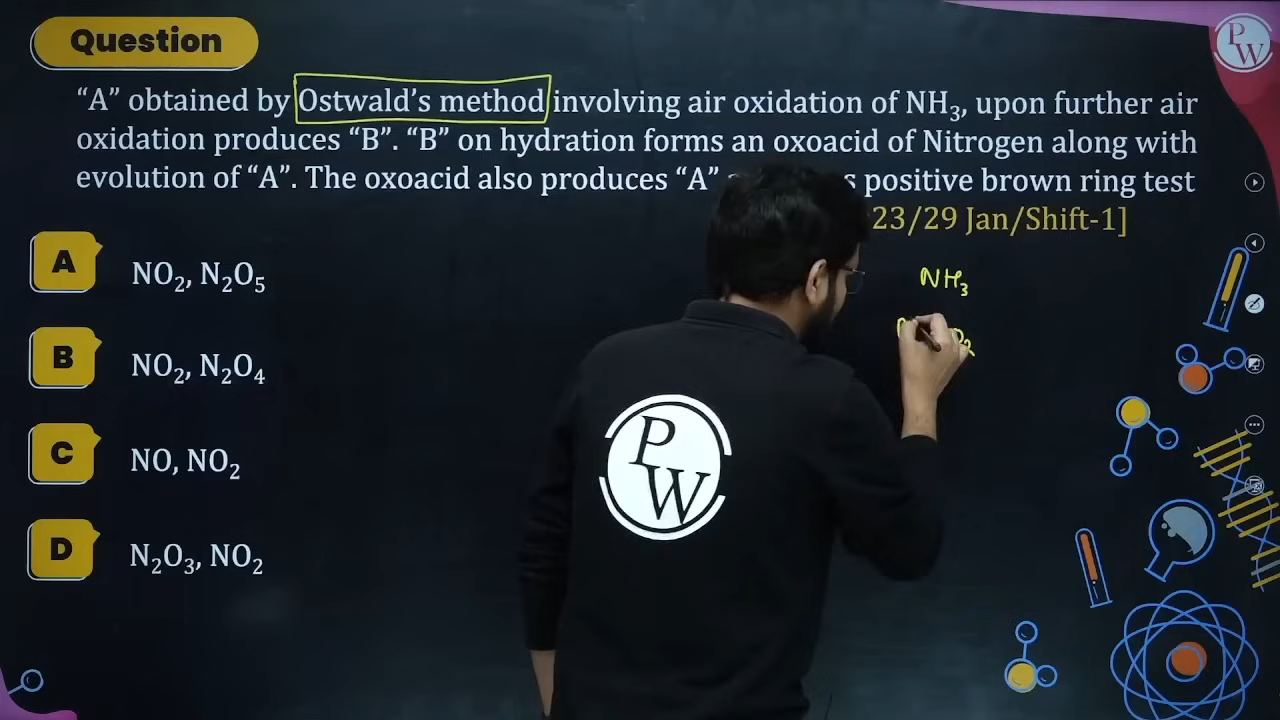 Question
P
W
"A" obtained by Ostwald's method involving air oxidation of NH₃, upon further air
oxidation produces "B". "B" on hydration forms an oxoacid of Nitrogen along with
evolution of "A". The oxoacid also produces "A" positive brown ring test
23/29 Jan/Shift-1]
A NO₂, N₂O₅
B NO₂, N₂O₄
C NO, NO₂
D N₂O₃, NO₂
NH₃
P
W